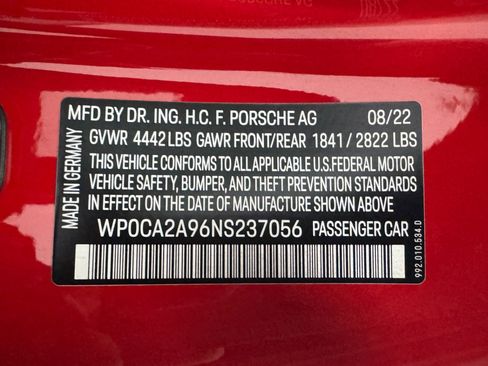 MFD BY DR. ING. H.C. F. PORSCHE AG 08/22
GVWR 4442 LBS GAWR FRONT/REAR 1841 / 2822 LBS
THIS VEHICLE CONFORMS TO ALL APPLICABLE U.S.FEDERAL MOTOR
VEHICLE SAFETY, BUMPER, AND THEFT PREVENTION STANDARDS
IN EFFECT ON THE DATE OF MANUFACTURE SHOWN ABOVE.
WP0CA2A96NS237056 PASSENGER CAR
MADE IN GERMANY
992.010.534.0